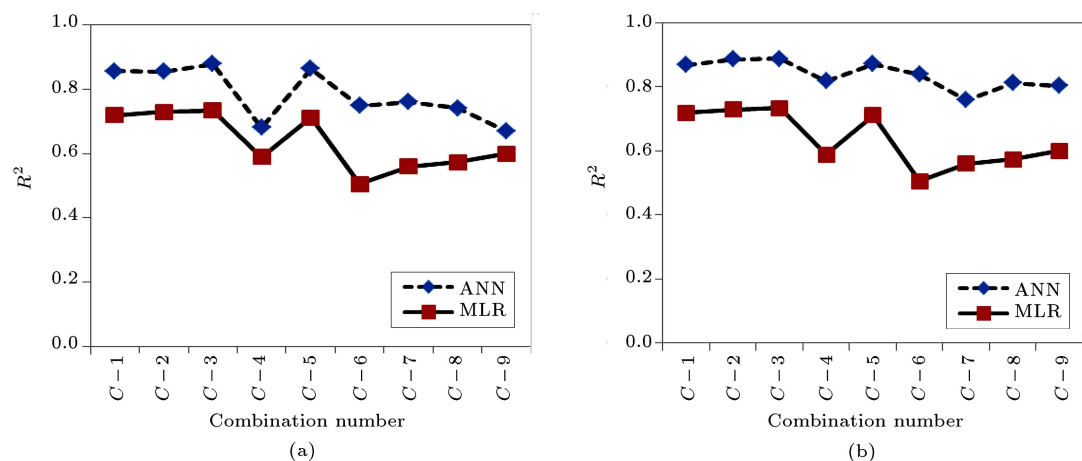 1.0
0.8
0.6
0.4
0.2
0.0
R²
ANN
MLR
C − 1
C − 2
C − 3
C − 4
C − 5
C − 6
C − 7
C − 8
C − 9
Combination number
(a)
1.0
0.8
0.6
0.4
0.2
0.0
R²
ANN
MLR
C − 1
C − 2
C − 3
C − 4
C − 5
C − 6
C − 7
C − 8
C − 9
Combination number
(b)